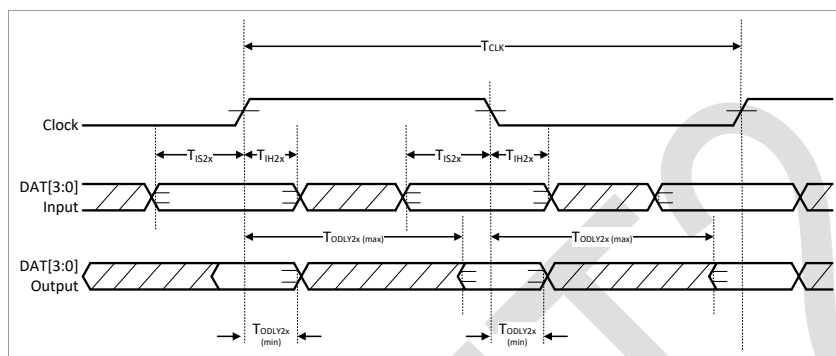 TCLK
Clock
TIS2x
TIH2x
TIS2x
TIH2x
DAT[3:0]
Input
TODLY2x (max)
TODLY2x (max)
DAT[3:0]
Output
TODLY2x
(min)
TODLY2x
(min)